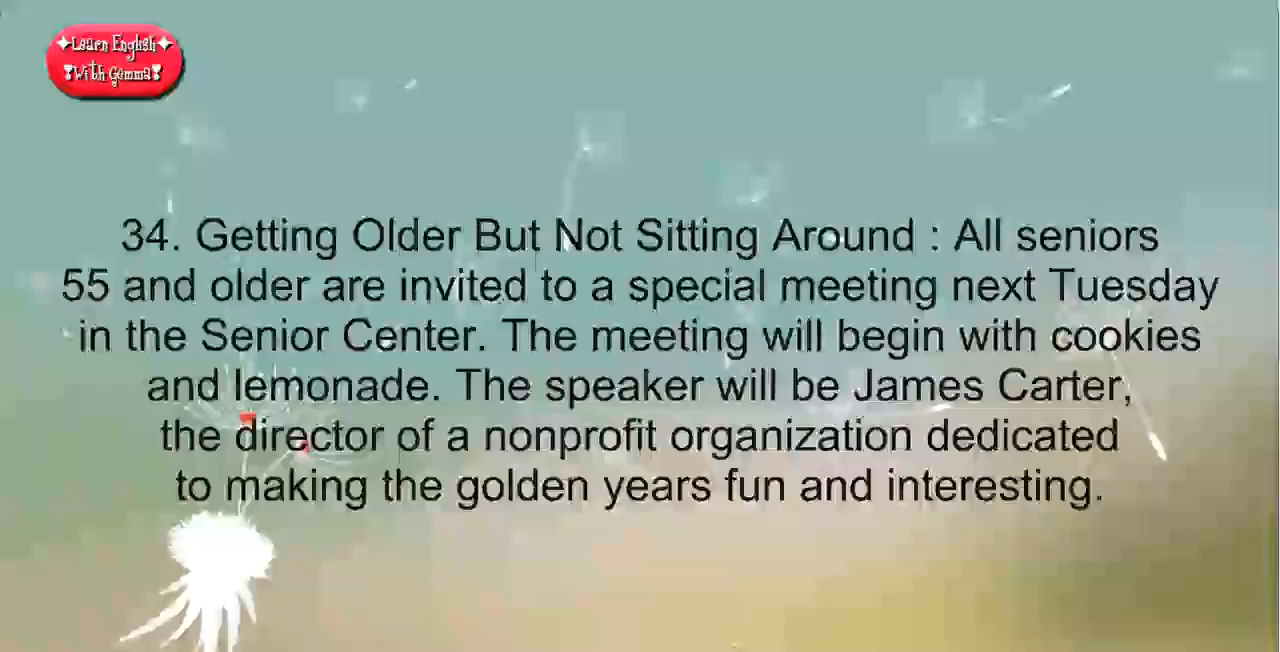 Learn English
With Gemma
34. Getting Older But Not Sitting Around : All seniors
55 and older are invited to a special meeting next Tuesday
in the Senior Center. The meeting will begin with cookies
and lemonade. The speaker will be James Carter,
the director of a nonprofit organization dedicated
to making the golden years fun and interesting.